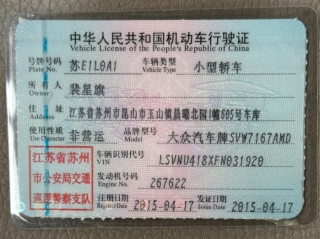 中华人民共和国机动车行驶证
Vehicle License of the People's Republic of China
号牌号码 苏E1L0A1 车辆类型 小型轿车
Plate No. Vehicle Type
所有人 裴星旗
Owner
住址 江苏省苏州市昆山市玉山镇晨曦北园1幢505号车库
Address
使用性质 非营运 品牌型号 大众汽车牌SVW7167AMD
Use Character Model
江苏省苏州
市公安局交通
巡逻警察支队
车辆识别代号 LSVNU418XFN031920
VIN
发动机号码 267622
Engine No.
注册日期 2015-04-17 发证日期 2015-04-17
Register Date Issue Date